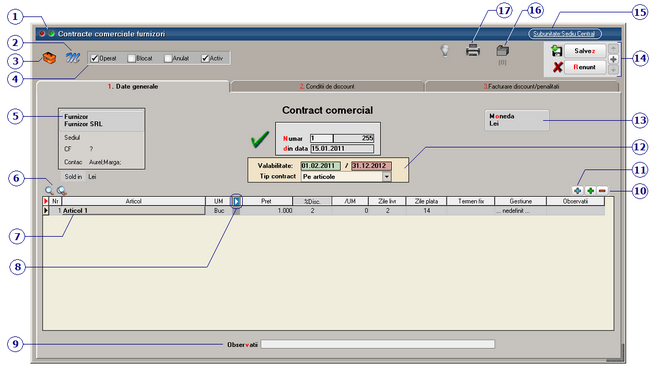 1
2
3
4
5
6
7
8
9
10
11
12
13
14
15
16
17
Contracte comerciale furnizori
Subunitate:Sediu Central
Operat Blocat Anulat Activ
(0)
Salvez
Renunt
1. Date generale 2. Conditii de discount 3.Facturare discount/penalitati
Furnizor
Furnizor SRL
Sediul
CF ?
Contac Aurel;Marga;
Sold in Lei
Contract comercial
Numar 1 255
din data 15.01.2011
Valabilitate: 01.02.2011 / 31.12.2012
Tip contract Pe articole
Moneda
Lei
Nr Articol UM Pret %Disc. /UM Zile livr Zile plata Termen fix Gestiune Observatii
1 Articol 1 Buc 1.000 2 0 2 14 ... nedefinit ...
Observatii